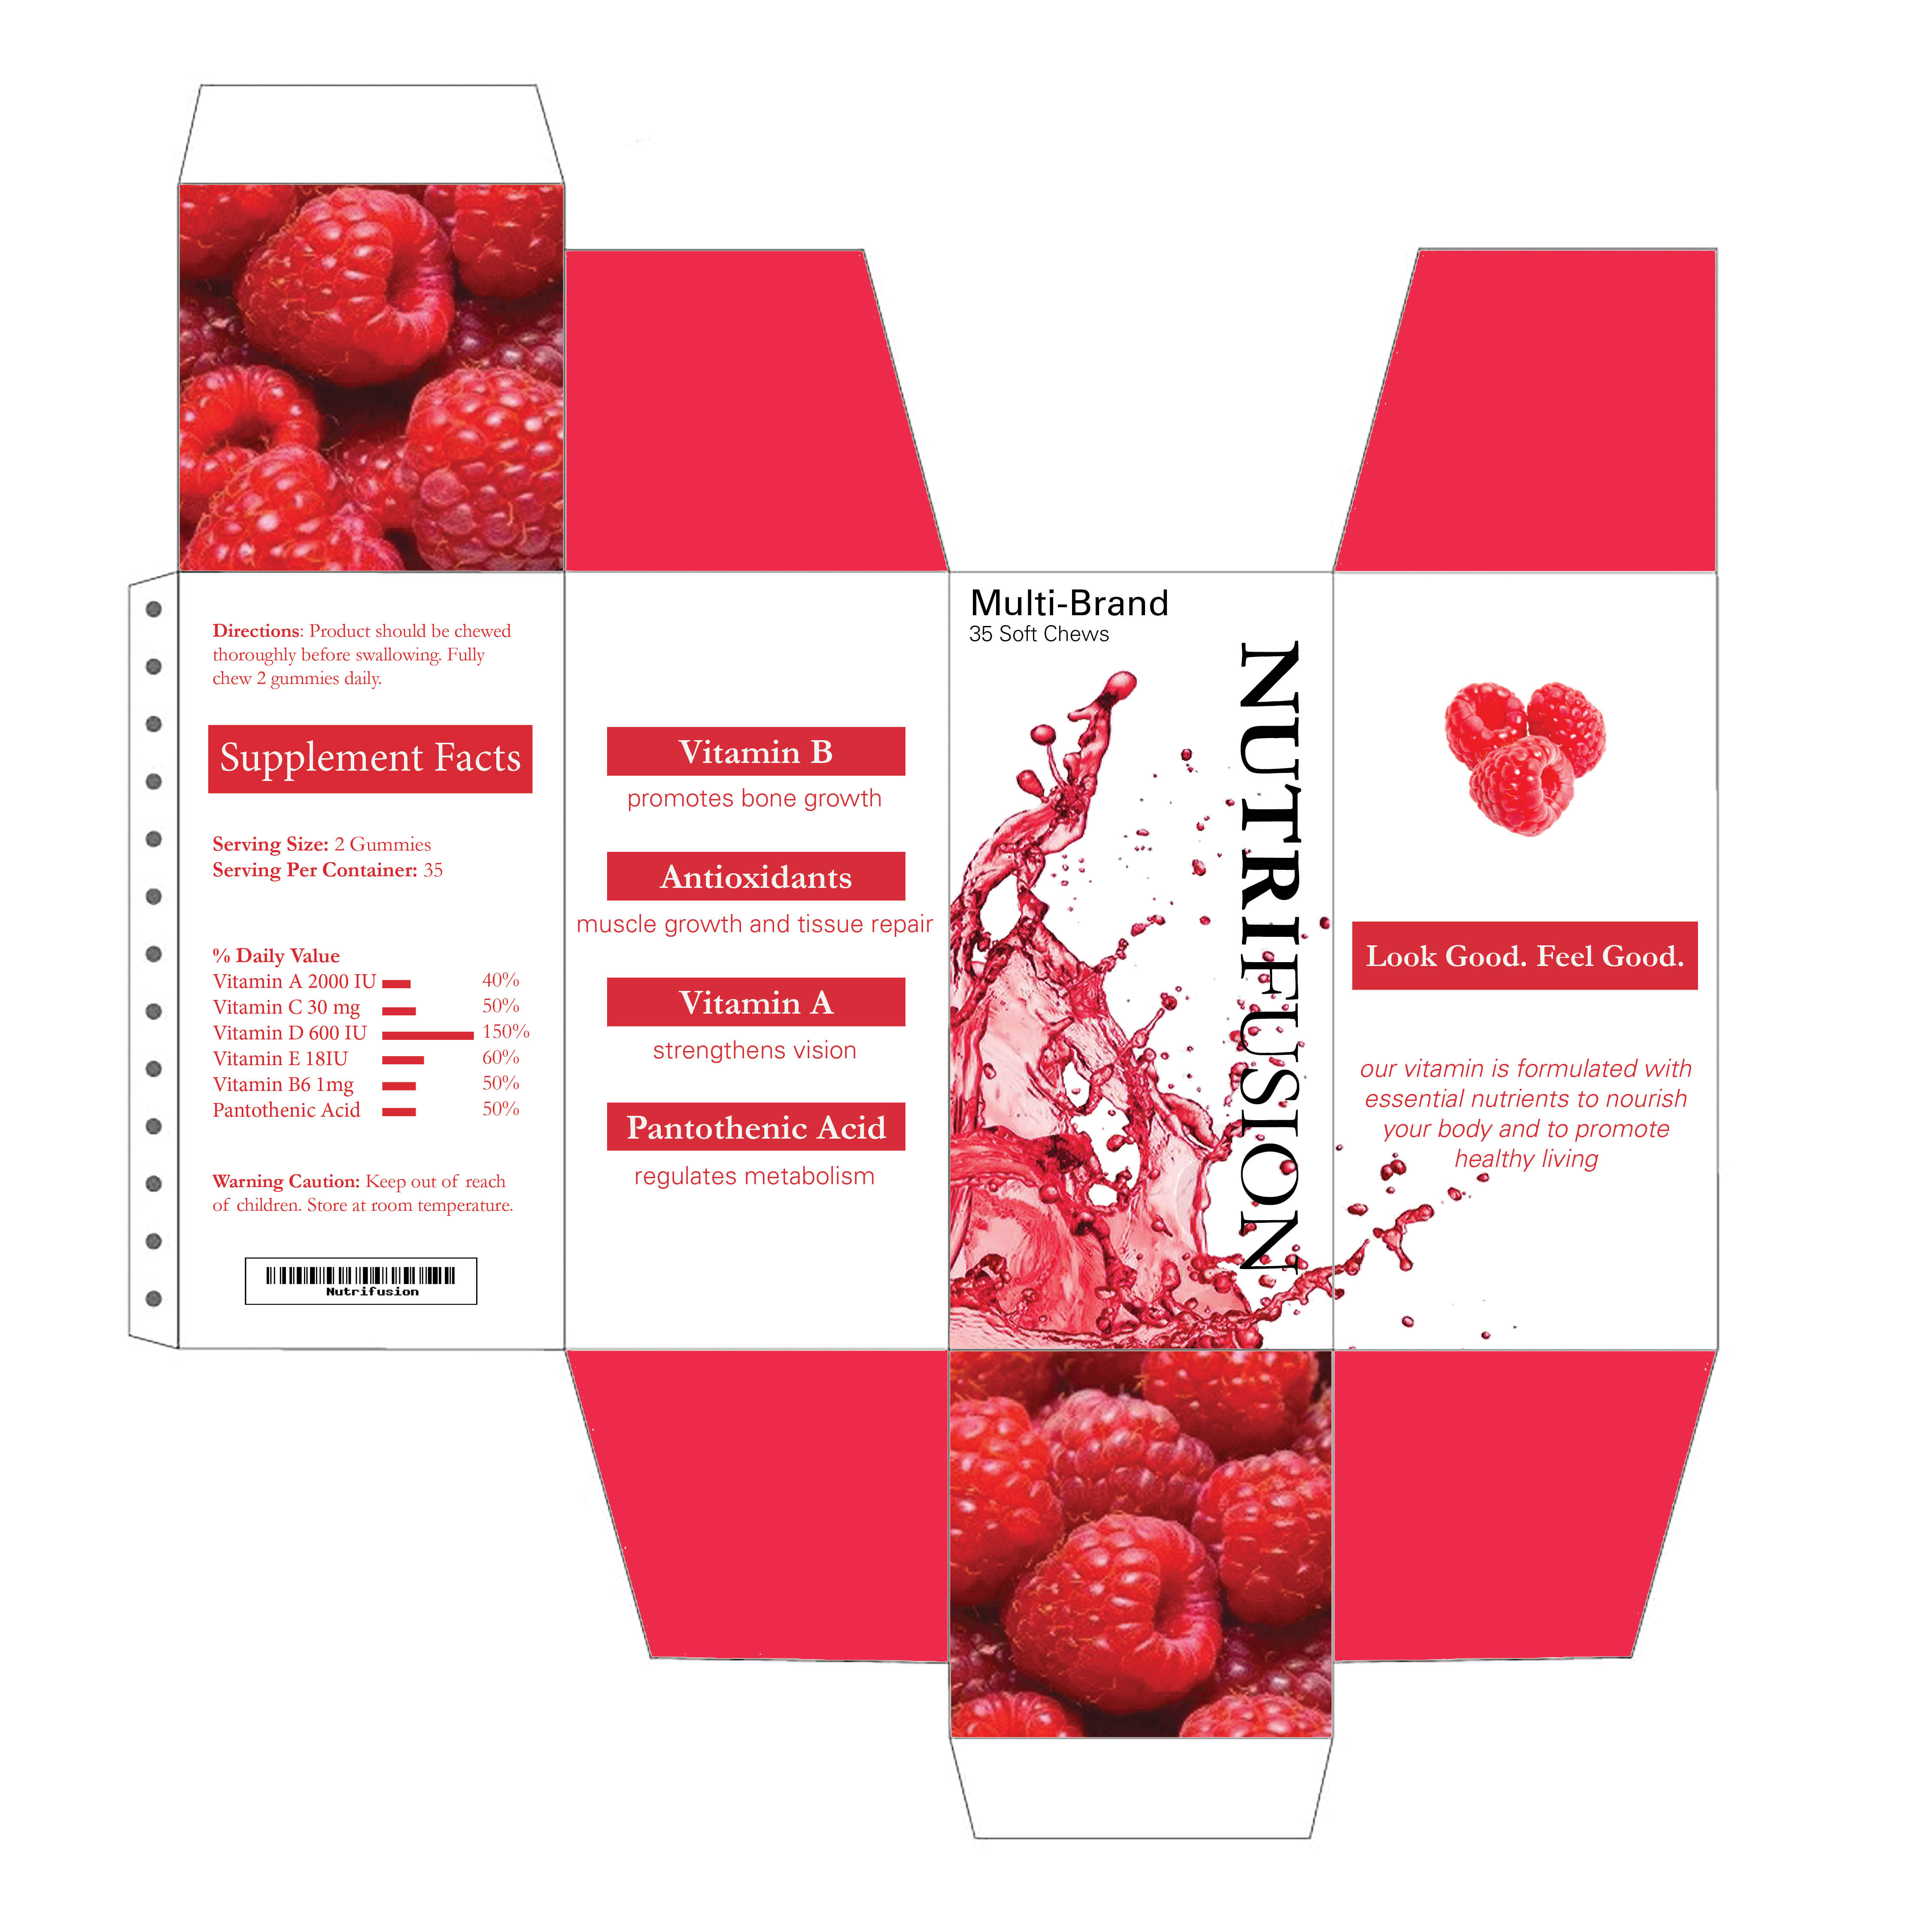 Directions: Product should be chewed
thoroughly before swallowing. Fully
chew 2 gummies daily.
Supplement Facts
Serving Size: 2 Gummies
Serving Per Container: 35
% Daily Value
Vitamin A 2000 IU 40%
Vitamin C 30 mg 50%
Vitamin D 600 IU 150%
Vitamin E 18IU 60%
Vitamin B6 1mg 50%
Pantothenic Acid 50%
Warning Caution: Keep out of reach
of children. Store at room temperature.
Nutrifusion
Vitamin B
promotes bone growth
Antioxidants
muscle growth and tissue repair
Vitamin A
strengthens vision
Pantothenic Acid
regulates metabolism
Multi-Brand
35 Soft Chews
NUTRIFUSION
Look Good. Feel Good.
our vitamin is formulated with
essential nutrients to nourish
your body and to promote
healthy living